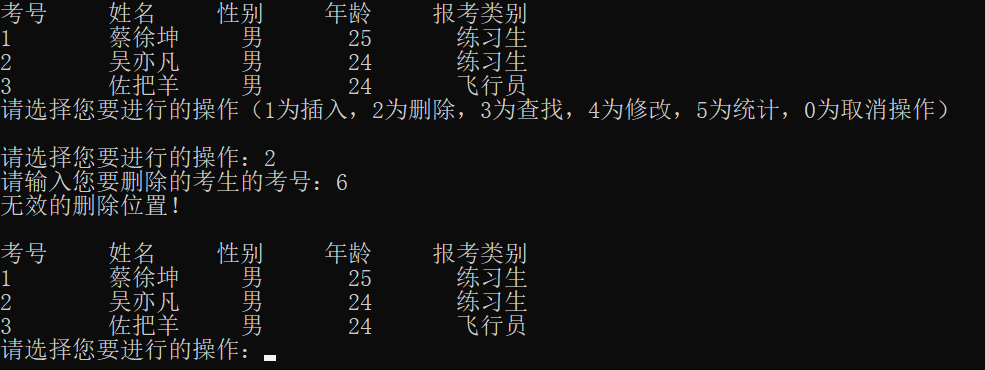 考号 姓名 性别 年龄 报考类别
1 蔡徐坤 男 25 练习生
2 吴亦凡 男 24 练习生
3 佐把羊 男 24 飞行员
请选择您要进行的操作（1为插入，2为删除，3为查找，4为修改，5为统计，0为取消操作）
请选择您要进行的操作：2
请输入您要删除的考生的考号：6
无效的删除位置！
考号 姓名 性别 年龄 报考类别
1 蔡徐坤 男 25 练习生
2 吴亦凡 男 24 练习生
3 佐把羊 男 24 飞行员
请选择您要进行的操作：